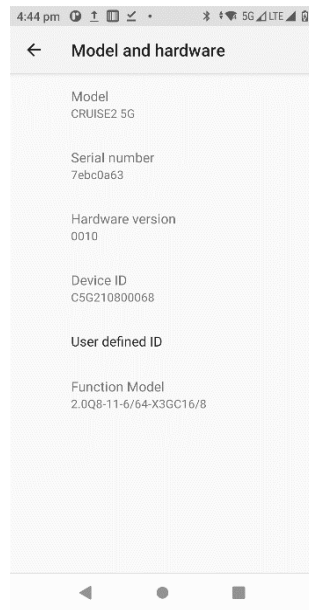 4:44 pm 5G LTE
Model and hardware
Model
CRUISE2 5G
Serial number
7ebc0a63
Hardware version
0010
Device ID
C5G210800068
User defined ID
Function Model
2.0Q8-11-6/64-X3GC16/8